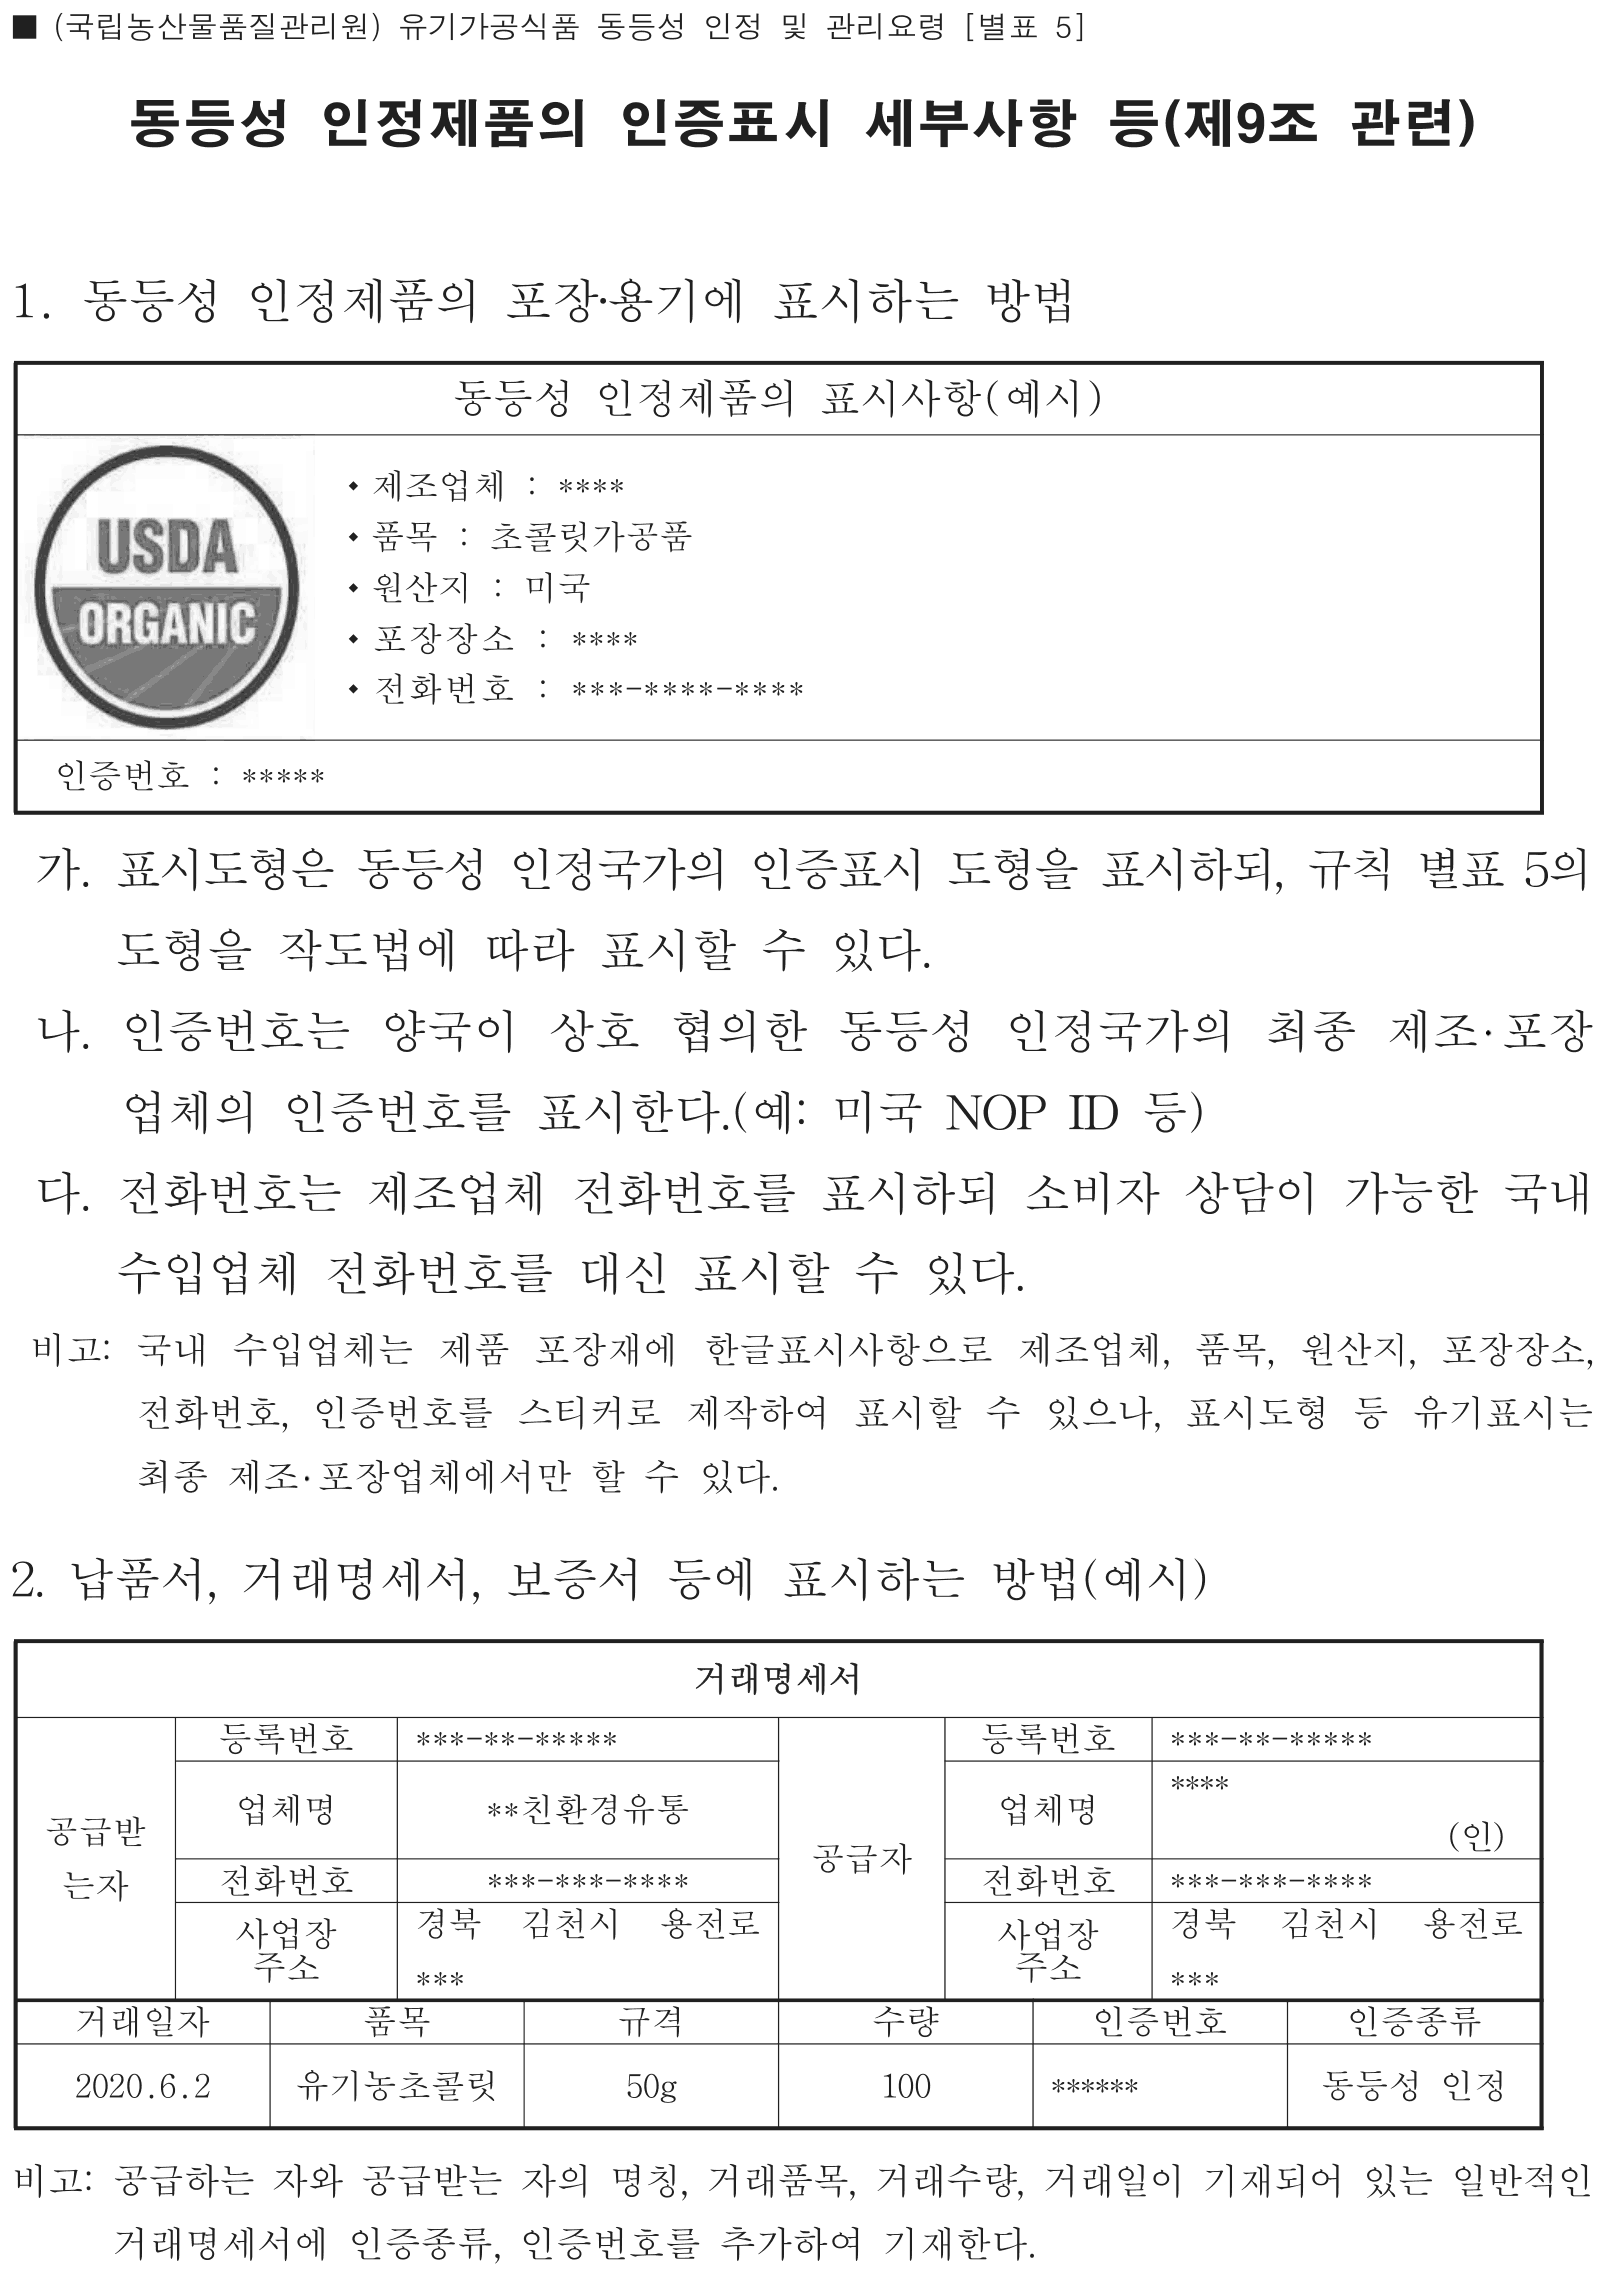 ■ (국립농산물품질관리원) 유기가공식품 동등성 인정 및 관리요령 [별표 5]
동등성 인정제품의 인증표시 세부사항 등(제9조 관련)
1. 동등성 인정제품의 포장·용기에 표시하는 방법
동등성 인정제품의 표시사항(예시)
USDA
ORGANIC
◆ 제조업체 : ****
◆ 품목 : 초콜릿가공품
◆ 원산지 : 미국
◆ 포장장소 : ****
◆ 전화번호 : ***-****-****
인증번호 : *****
가. 표시도형은 동등성 인정국가의 인증표시 도형을 표시하되, 규칙 별표 5의
도형을 작도법에 따라 표시할 수 있다.
나. 인증번호는 양국이 상호 협의한 동등성 인정국가의 최종 제조·포장
업체의 인증번호를 표시한다.(예: 미국 NOP ID 등)
다. 전화번호는 제조업체 전화번호를 표시하되 소비자 상담이 가능한 국내
수입업체 전화번호를 대신 표시할 수 있다.
비고: 국내 수입업체는 제품 포장재에 한글표시사항으로 제조업체, 품목, 원산지, 포장장소,
전화번호, 인증번호를 스티커로 제작하여 표시할 수 있으나, 표시도형 등 유기표시는
최종 제조·포장업체에서만 할 수 있다.
2. 납품서, 거래명세서, 보증서 등에 표시하는 방법(예시)
거래명세서
공급받
는자
등록번호 ***-**-*****
업체명 **친환경유통
전화번호 ***-***-****
사업장
주소
경북 김천시 용전로
***
공급자
등록번호 ***-**-*****
업체명 ****
(인)
전화번호 ***-***-****
사업장
주소
경북 김천시 용전로
***
거래일자 품목 규격 수량 인증번호 인증종류
2020.6.2 유기농초콜릿 50g 100 ****** 동등성 인정
비고: 공급하는 자와 공급받는 자의 명칭, 거래품목, 거래수량, 거래일이 기재되어 있는 일반적인
거래명세서에 인증종류, 인증번호를 추가하여 기재한다.